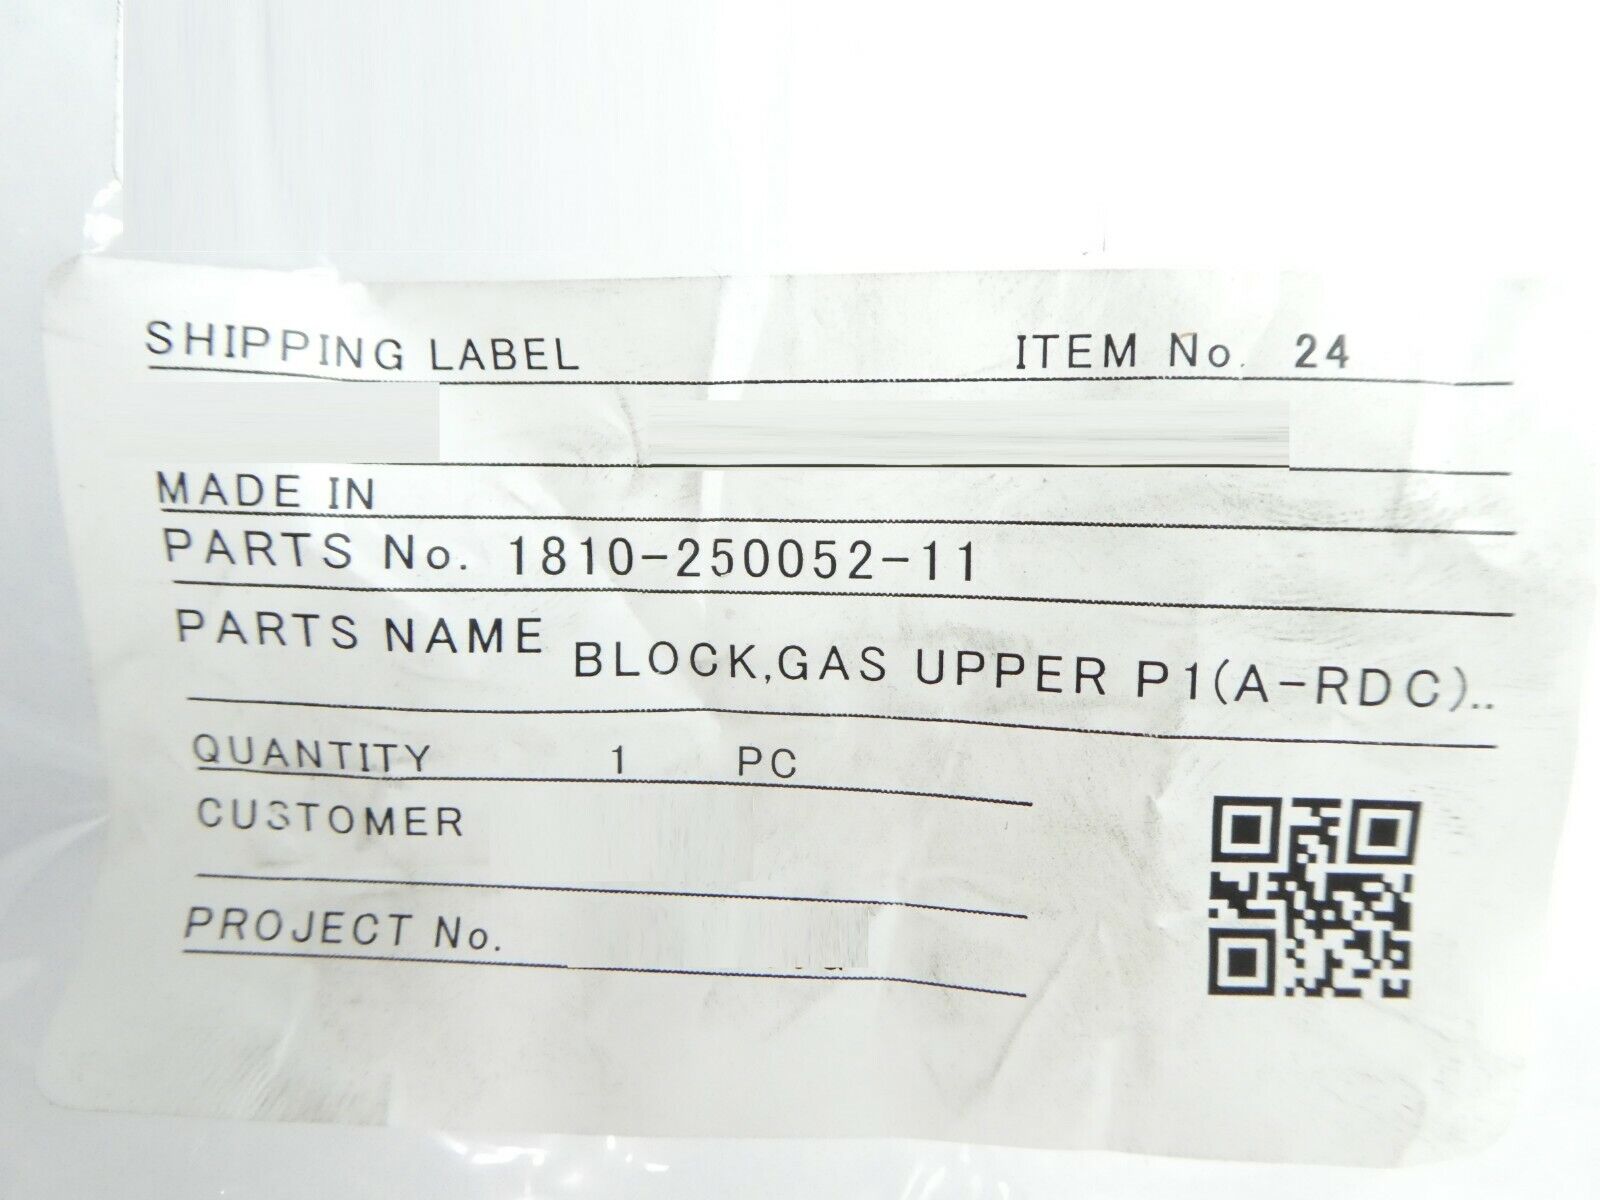 SHIPPING LABEL ITEM No. 24
MADE IN
PARTS No. 1810-250052-11
PARTS NAME BLOCK,GAS UPPER P1(A-RDC)..
QUANTITY 1 PC
CUSTOMER
PROJECT No.